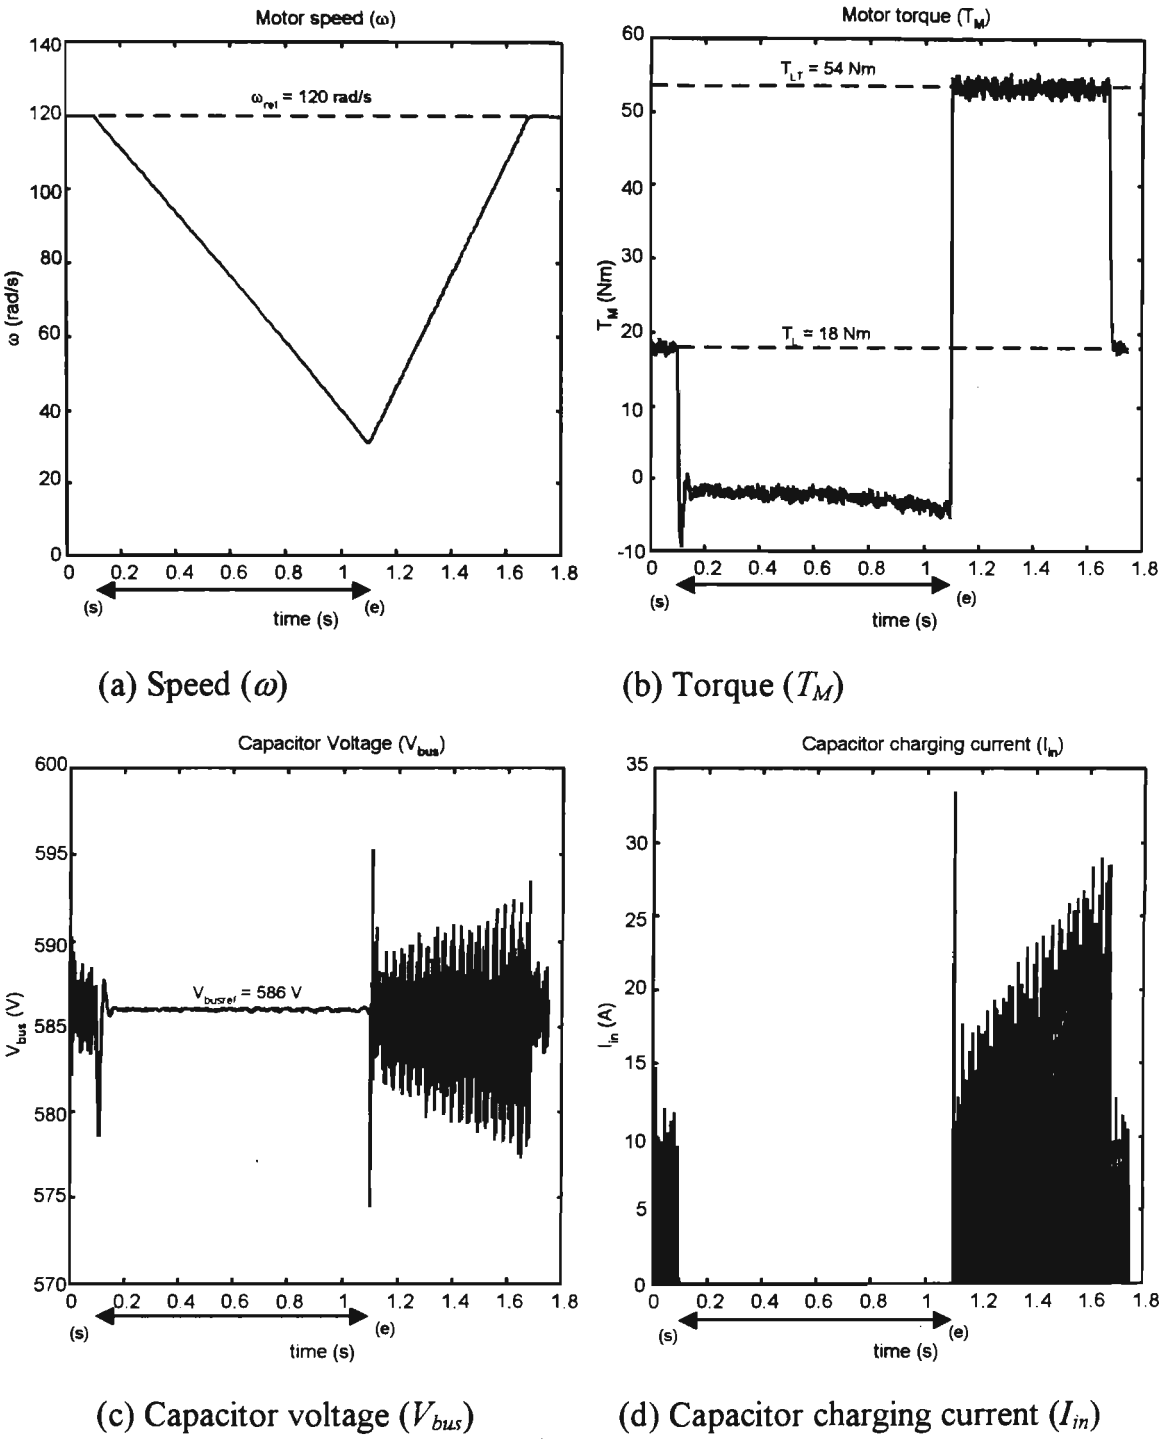 Motor speed (ω)
140
120
100
80
60
40
20
0
ω (rad/s)
ω_ref = 120 rad/s
0 0.2 0.4 0.6 0.8 1 1.2 1.4 1.6 1.8
(s) (e)
time (s)
(a) Speed (ω)
Motor torque (T_M)
60
50
40
30
20
10
0
-10
T_M (Nm)
T_LT = 54 Nm
T_L = 18 Nm
0 0.2 0.4 0.6 0.8 1 1.2 1.4 1.6 1.8
(s) (e)
time (s)
(b) Torque (T_M)
Capacitor Voltage (V_bus)
600
595
590
585
580
575
570
V_bus (V)
V_busref = 586 V
0 0.2 0.4 0.6 0.8 1 1.2 1.4 1.6 1.8
(s) (e)
time (s)
(c) Capacitor voltage (V_bus)
Capacitor charging current (I_in)
35
30
25
20
15
10
5
0
I_in (A)
0 0.2 0.4 0.6 0.8 1 1.2 1.4 1.6 1.8
(s) (e)
time (s)
(d) Capacitor charging current (I_in)